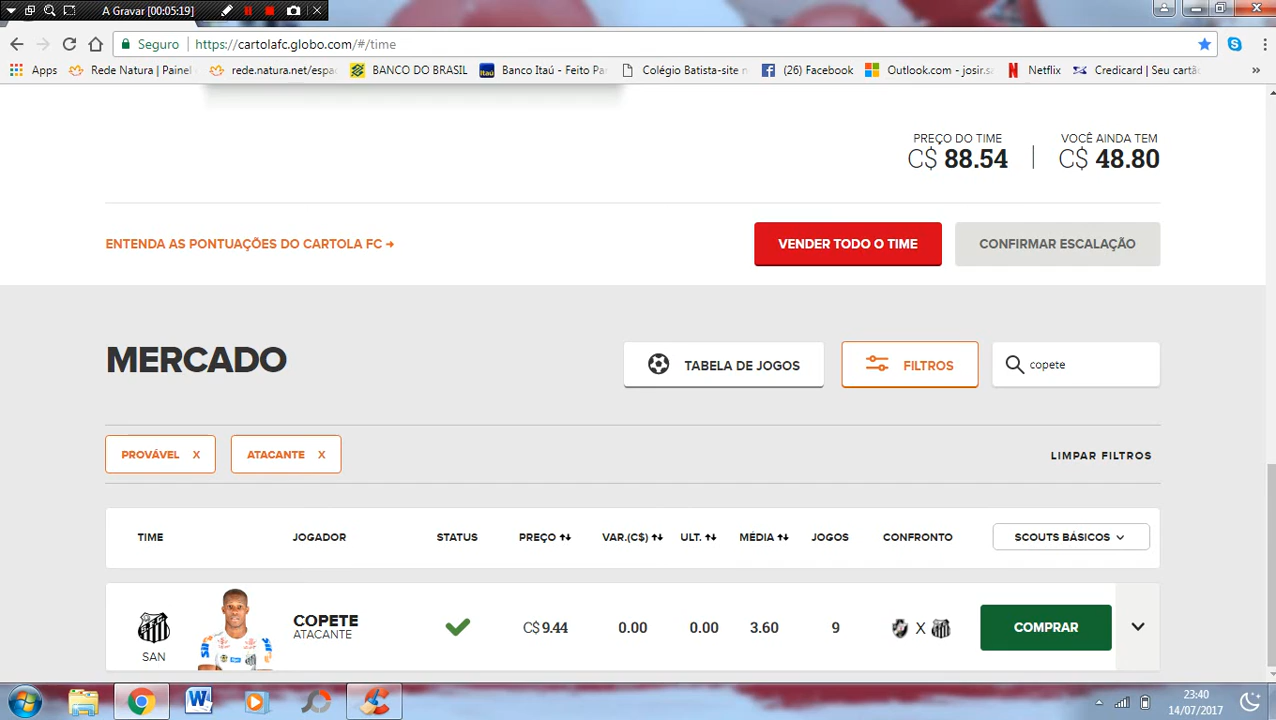 A Gravar [00:05:19]
Seguro
https://cartolafc.globo.com/#/time
Apps
Rede Natura | Painel
rede.natura.net/espa
BANCO DO BRASIL
Banco Itaú - Feito Pa
Colégio Batista-site n
(26) Facebook
Outlook.com - josir.s
Netflix
Credicard | Seu cartã
»
PREÇO DO TIME
C$ 88.54
VOCÊ AINDA TEM
C$ 48.80
ENTENDA AS PONTUAÇÕES DO CARTOLA FC
VENDER TODO O TIME
CONFIRMAR ESCALAÇÃO
MERCADO
TABELA DE JOGOS
FILTROS
copete
PROVÁVEL X
ATACANTE X
LIMPAR FILTROS
TIME
JOGADOR
STATUS
PREÇO
VAR.(C$)
ULT.
MÉDIA
JOGOS
CONFRONTO
SCOUTS BÁSICOS
SAN
COPETE
ATACANTE
C$ 9.44
0.00
0.00
3.60
9
X
COMPRAR
23:40
14/07/2017